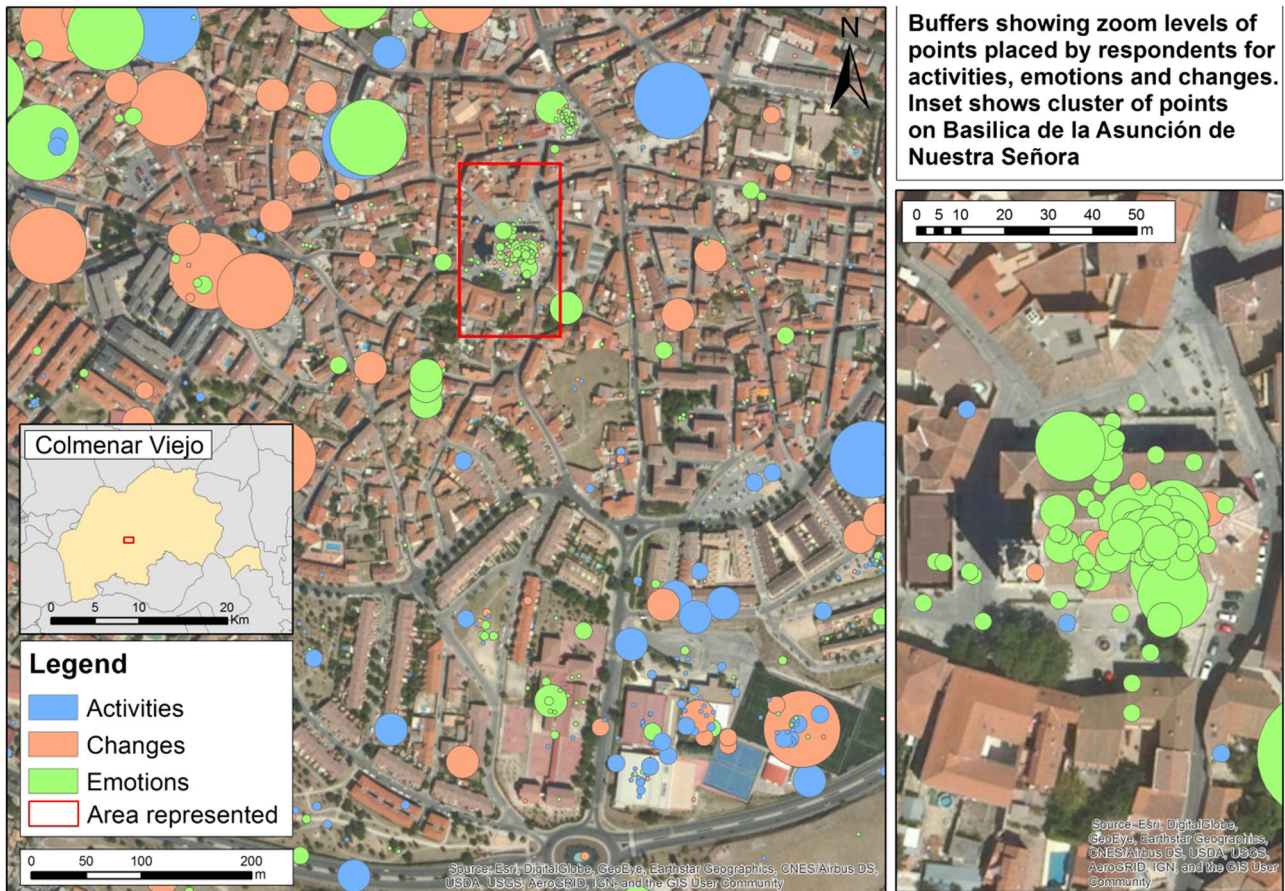 Buffers showing zoom levels of
points placed by respondents for
activities, emotions and changes.
Inset shows cluster of points
on Basilica de la Asunción de
Nuestra Señora
N
0 5 10 20 30 40 50
m
Colmenar Viejo
0 5 10 20
Km
Legend
Activities
Changes
Emotions
Area represented
0 50 100 200
m
Source: Esri, DigitalGlobe, GeoEye, Earthstar Geographics, CNES/Airbus DS,
USDA, USGS, AeroGRID, IGN, and the GIS User Community
Source: Esri, DigitalGlobe,
GeoEye, Earthstar Geographics,
CNES/Airbus DS, USDA, USGS,
AeroGRID, IGN, and the GIS User
Community